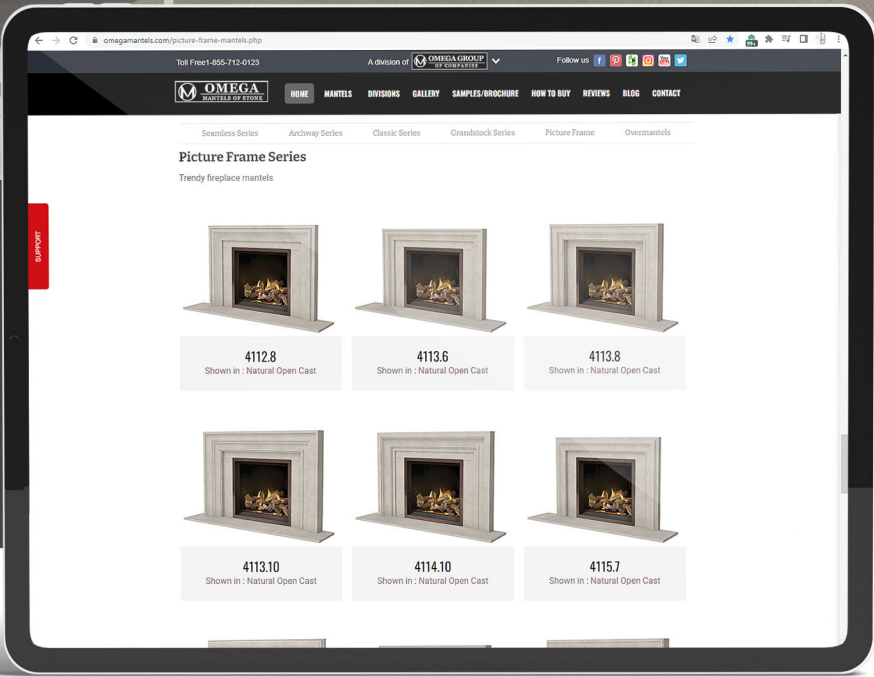 omegamantels.com/picture-frame-mantels.php
99+
Toll Free1-855-712-0123
A division of OMEGA GROUP
OF COMPANIES
Follow us
You
Tube
OMEGA
MANTELS OF STONE
HOME MANTELS DIVISIONS GALLERY SAMPLES/BROCHURE HOW TO BUY REVIEWS BLOG CONTACT
Seamless Series Archway Series Classic Series Grandstock Series Picture Frame Overmantels
Picture Frame Series
Trendy fireplace mantels
SUPPORT
4112.8 4113.6 4113.8
Shown in : Natural Open Cast Shown in : Natural Open Cast Shown in : Natural Open Cast
4113.10 4114.10 4115.7
Shown in : Natural Open Cast Shown in : Natural Open Cast Shown in : Natural Open Cast